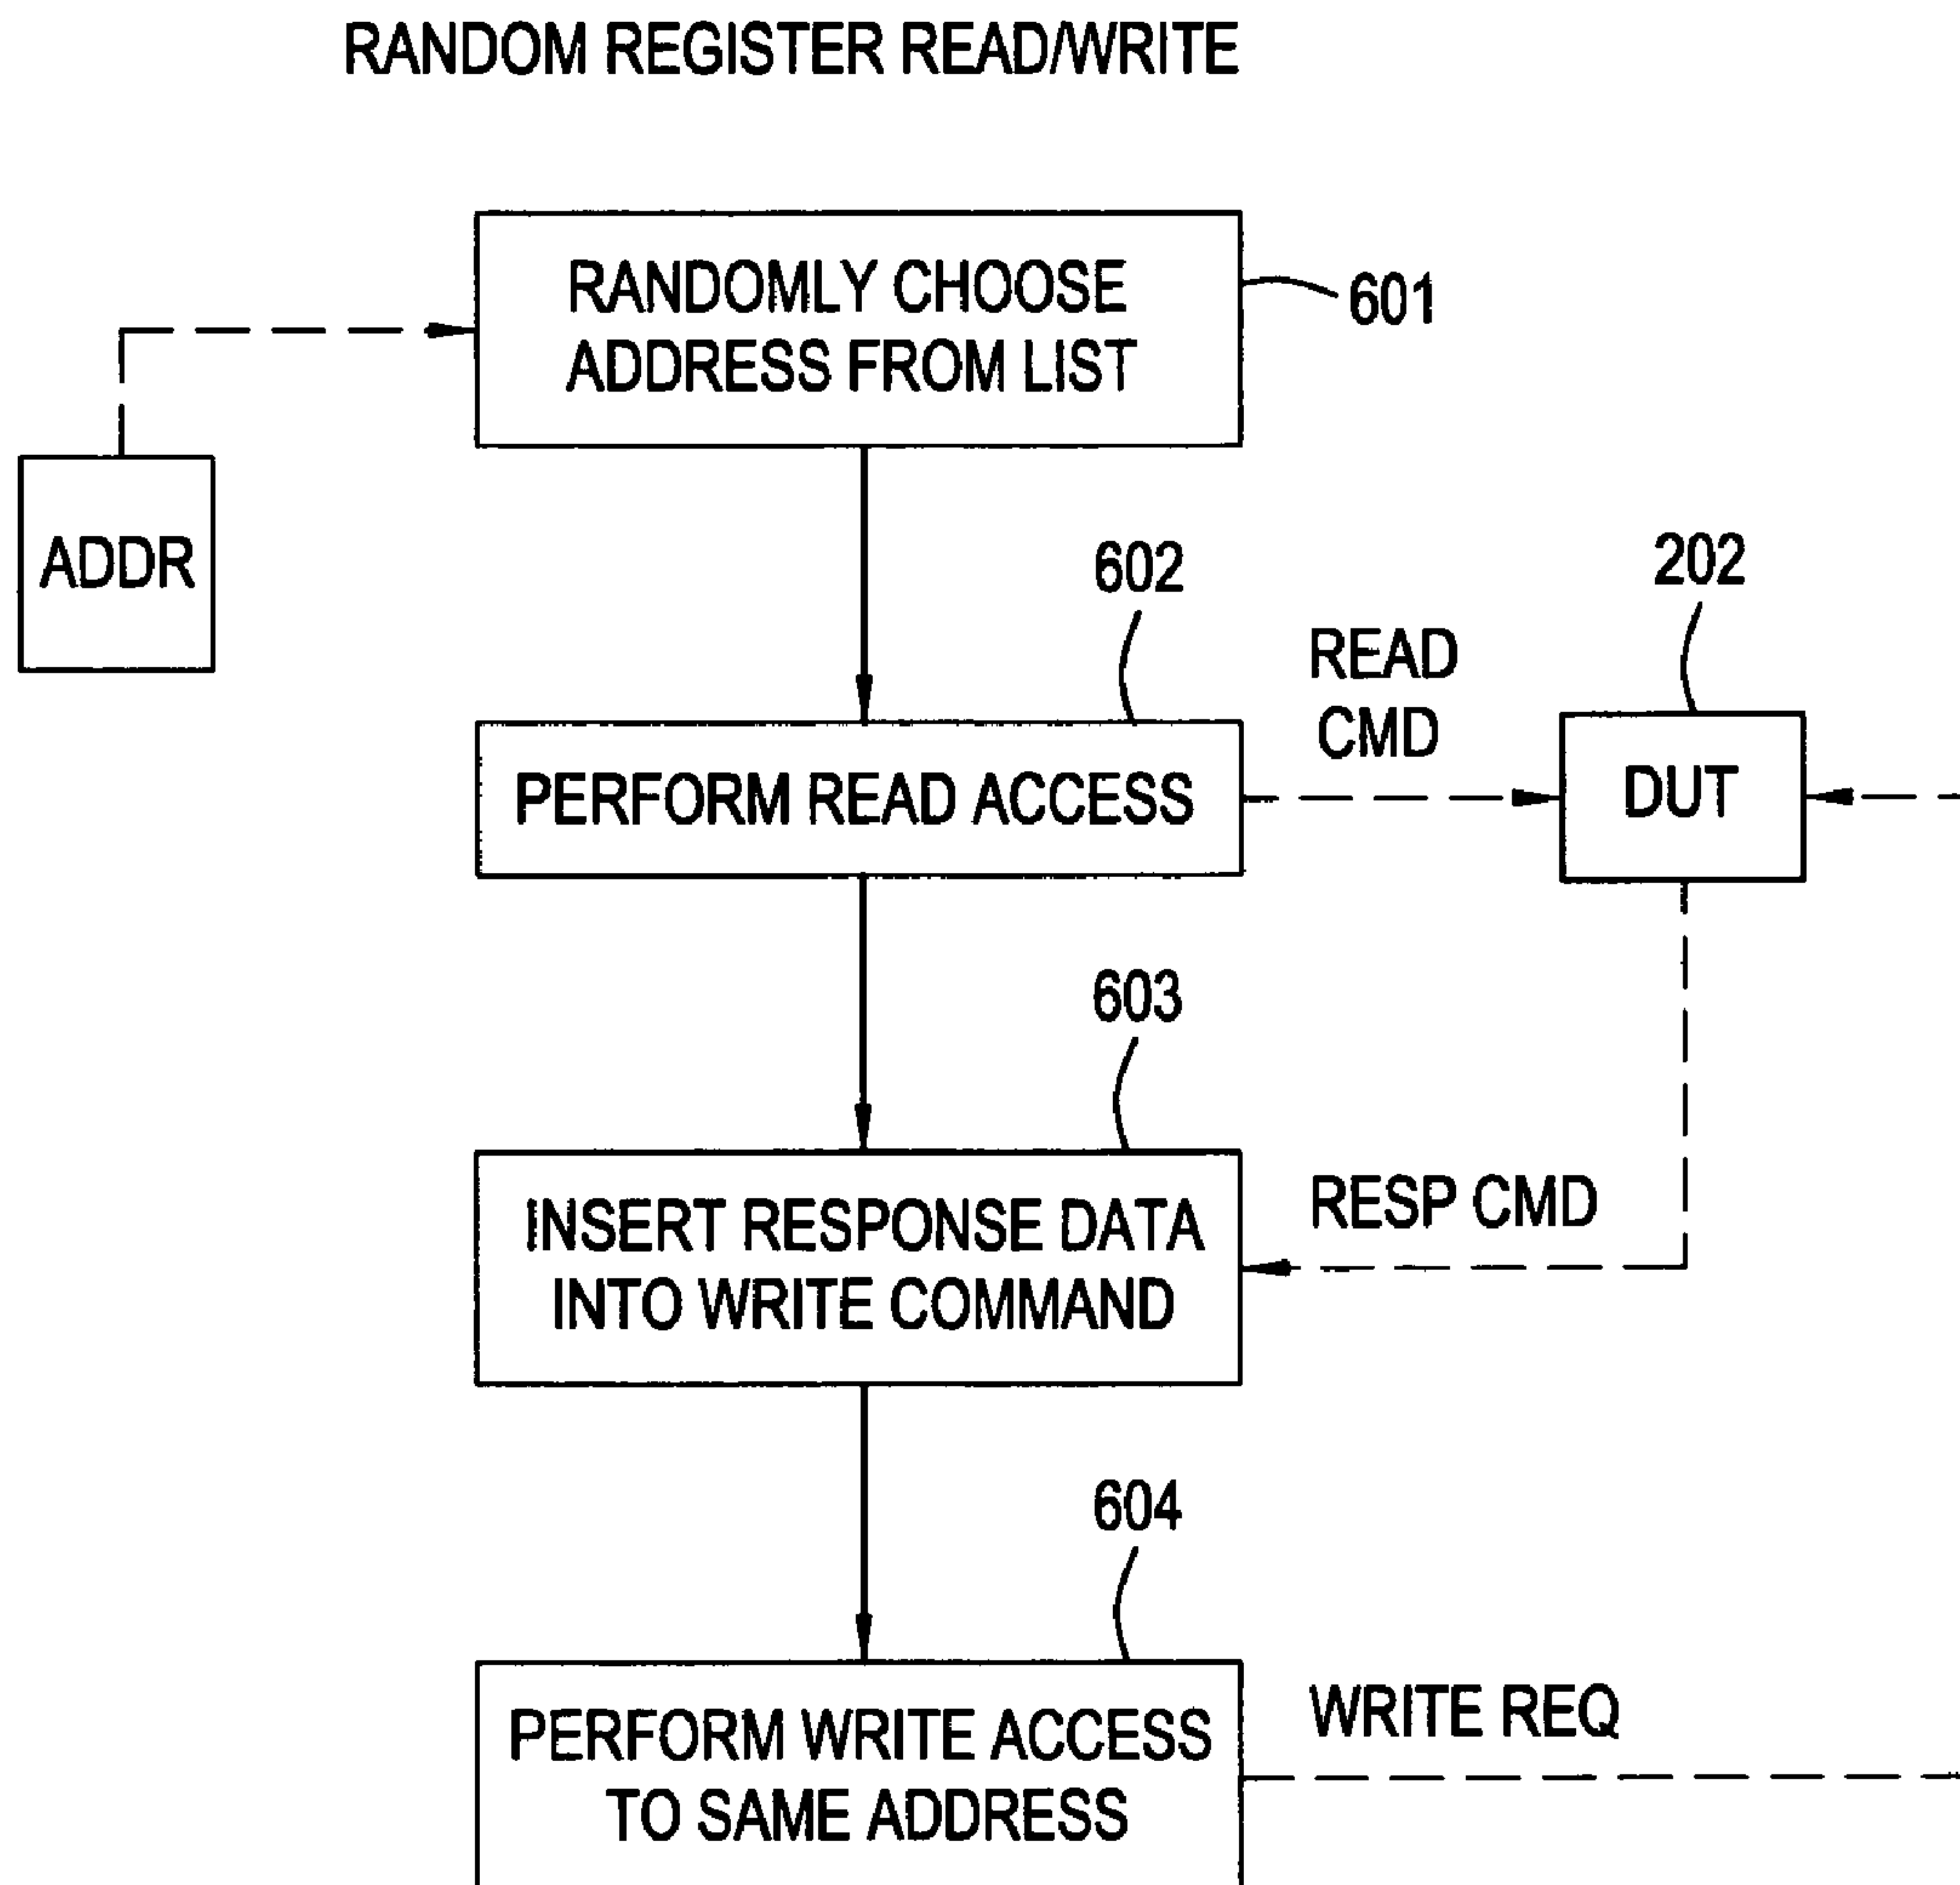 RANDOM REGISTER READ/WRITE
RANDOMLY CHOOSE
ADDRESS FROM LIST
601
ADDR
602
202
READ
CMD
PERFORM READ ACCESS
DUT
603
INSERT RESPONSE DATA
INTO WRITE COMMAND
RESP CMD
604
PERFORM WRITE ACCESS
TO SAME ADDRESS
WRITE REQ